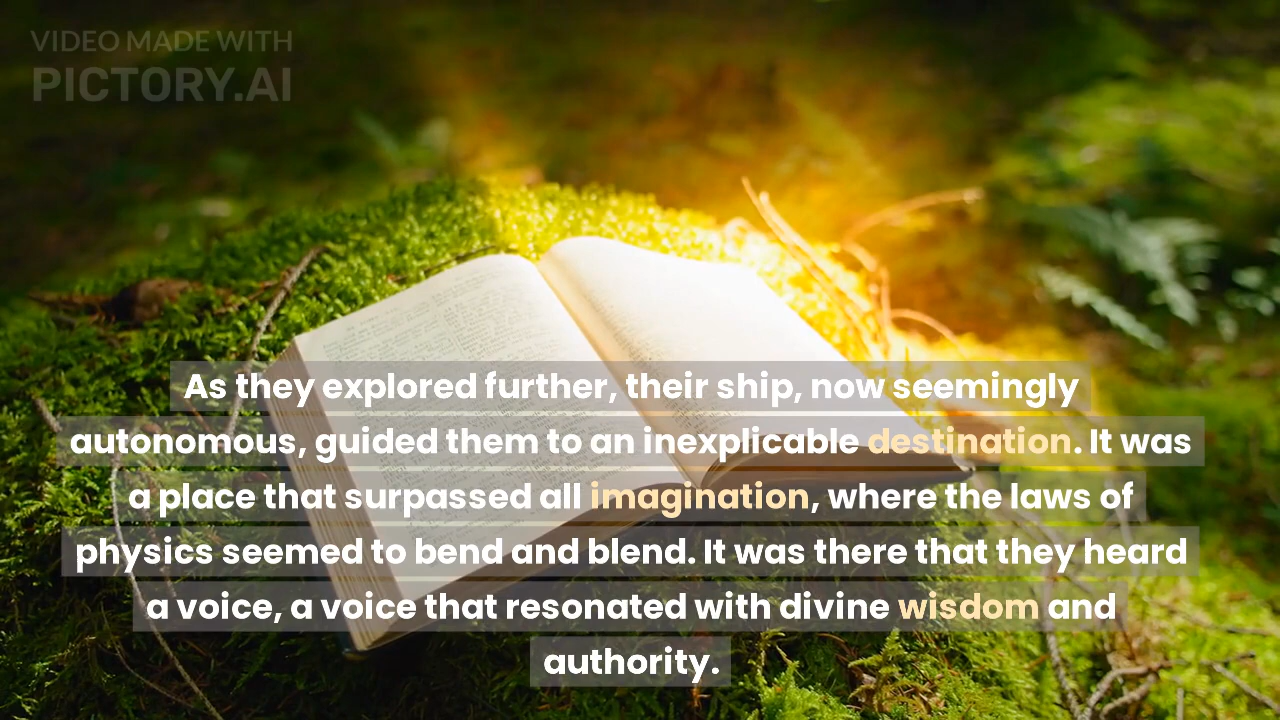 VIDEO MADE WITH
PICTORY.AI
As they explored further, their ship, now seemingly
autonomous, guided them to an inexplicable destination. It was
a place that surpassed all imagination, where the laws of
physics seemed to bend and blend. It was there that they heard
a voice, a voice that resonated with divine wisdom and
authority.